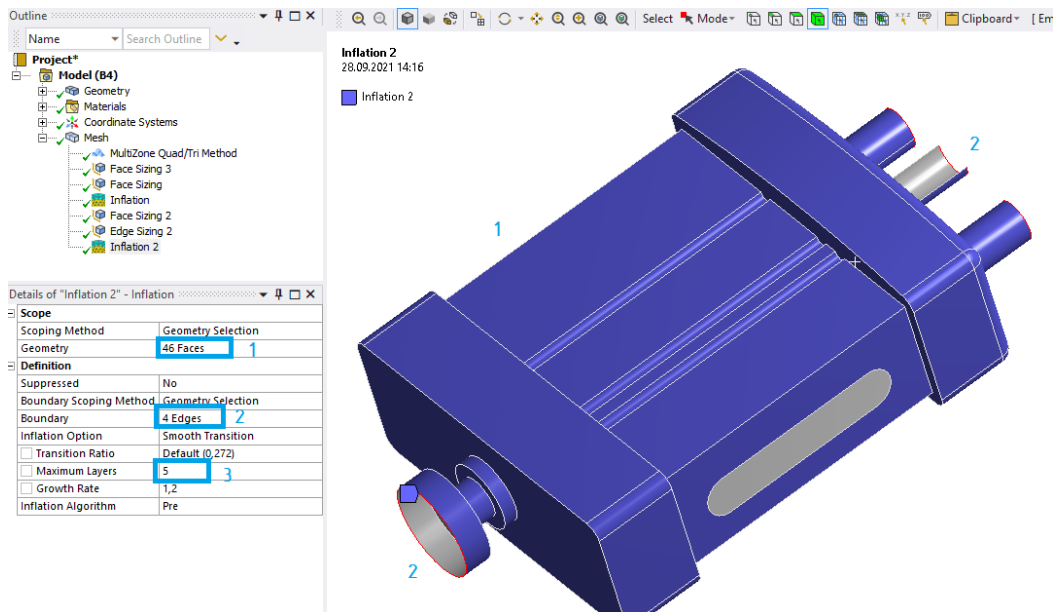 Outline
Name
Search Outline
Project*
Model (B4)
Geometry
Materials
Coordinate Systems
Mesh
MultiZone Quad/Tri Method
Face Sizing 3
Face Sizing
Inflation
Face Sizing 2
Edge Sizing 2
Inflation 2
Details of "Inflation 2" - Inflation
Scope
Scoping Method Geometry Selection
Geometry 46 Faces 1
Definition
Suppressed No
Boundary Scoping Method Geometry Selection
Boundary 4 Edges 2
Inflation Option Smooth Transition
Transition Ratio Default (0,272)
Maximum Layers 5 3
Growth Rate 1,2
Inflation Algorithm Pre
Select Mode Clipboard [ Em
Inflation 2
28.09.2021 14:16
Inflation 2
2
1
2